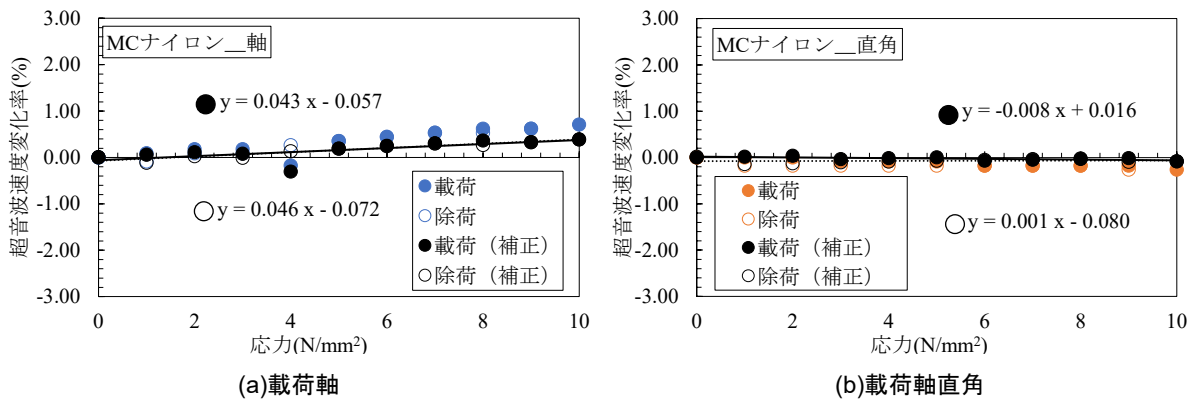 MCナイロン__軸
3.00
2.00
1.00
0.00
-1.00
-2.00
-3.00
超音波速度変化率(%)
y = 0.043 x - 0.057
y = 0.046 x - 0.072
載荷
除荷
載荷（補正）
除荷（補正）
0 2 4 6 8 10
応力(N/mm²)
(a)載荷軸
MCナイロン__直角
3.00
2.00
1.00
0.00
-1.00
-2.00
-3.00
超音波速度変化率(%)
y = -0.008 x + 0.016
y = 0.001 x - 0.080
載荷
除荷
載荷（補正）
除荷（補正）
0 2 4 6 8 10
応力(N/mm²)
(b)載荷軸直角